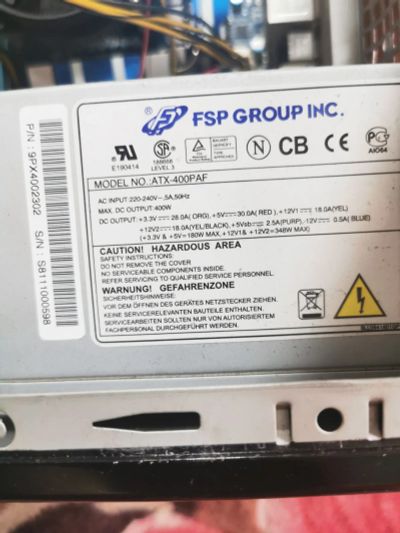 FSP GROUP INC.
E190414
N CB CE
AЮ64
MODEL NO.:ATX-400PAF
AC INPUT 220-240V~,5A,50Hz
MAX. DC OUTPUT:400W
DC OUTPUT: +3.3V⎓28.0A( ORG), +5V⎓30.0A( RED ), +12V1⎓18.0A(YEL)
+12V2⎓18.0A(YEL/BLACK), +5Vsb⎓2.5A(PURP),-12V⎓0.5A( BLUE)
(+3.3V & +5V=180W MAX, +12V1 & +12V2=348W MAX)
CAUTION! HAZARDOUS AREA
SAFETY INSTRUCTIONS:
DO NOT REMOVE THE COVER
NO SERVICEABLE COMPONENTS INSIDE
REFER SERVICING TO QUALIFIED SERVICE PERSONNEL
WARNUNG! GEFAHRENZONE
SICHERHEITSHINWEISE:
VOR DEM ÖFFNEN DES GERÄTES NETZSTECKER ZIEHEN.
KEINE SERVICERELEVANTEN BAUTEILE ENTHALTEN
SERVICEARBEITEN SOLLTEN NUR VON AUTORISIERTEM
FACHPERSONAL DURCHGEFÜHRT WERDEN.
P/N : 9PX4002302
S/N : S8111000598